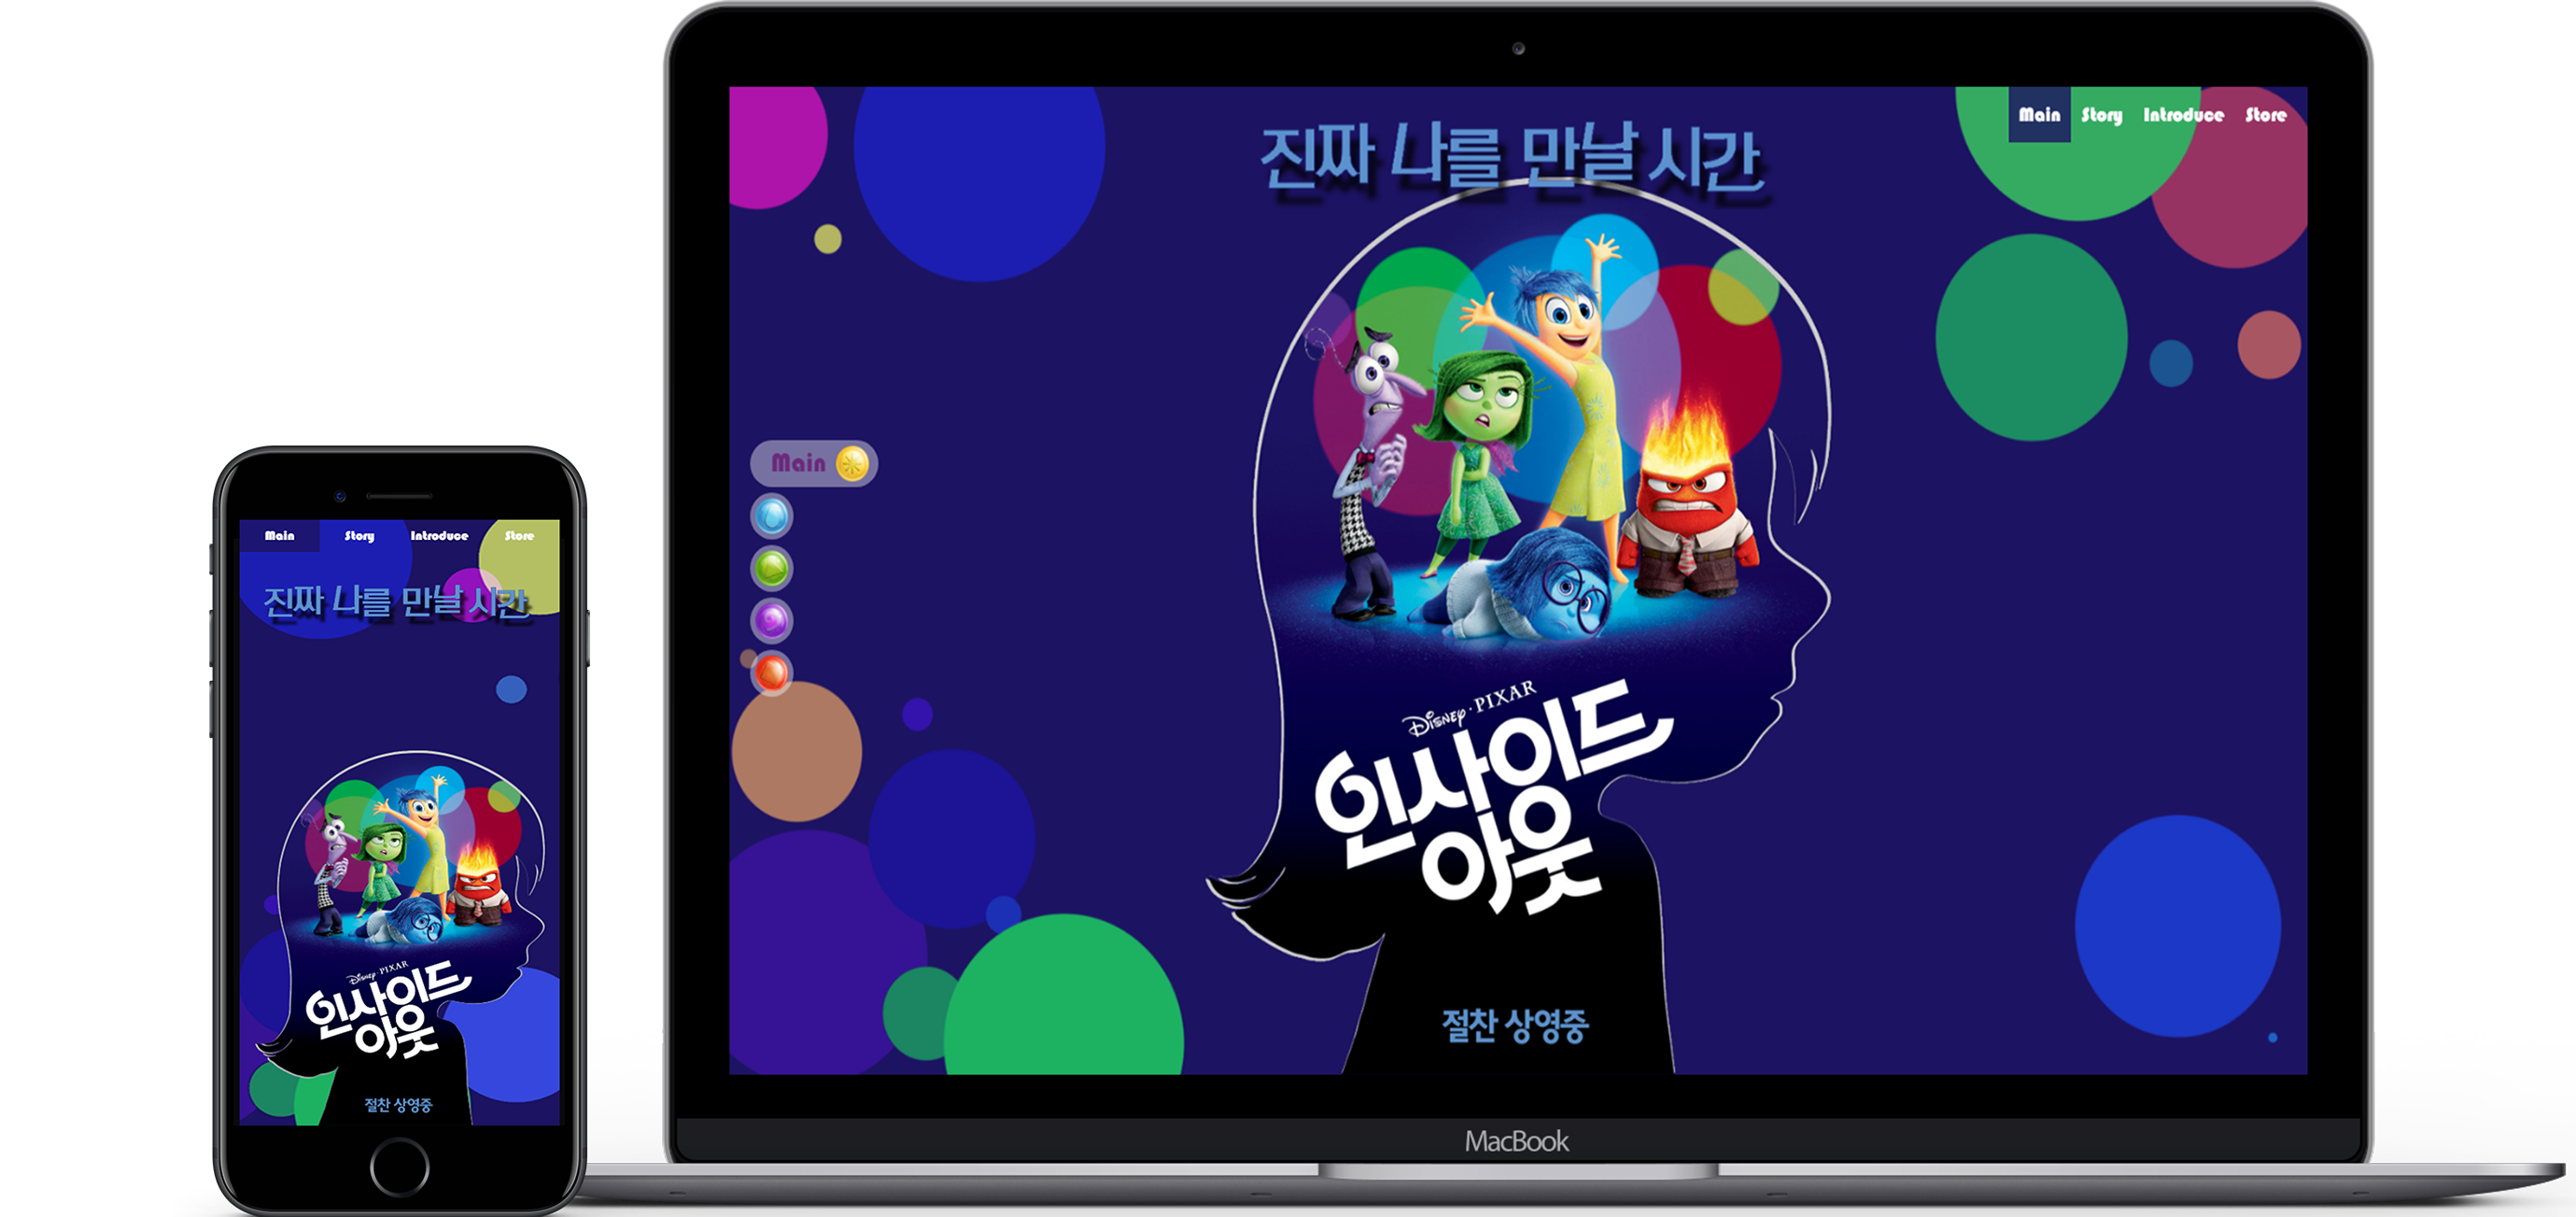 Main Story Introduce Store
진짜 나를 만날 시간
DISNEY·PIXAR
인사이드
아웃
절찬 상영중
Main Story Introduce Store
진짜 나를 만날 시간
Main
DISNEY·PIXAR
인사이드
아웃
절찬 상영중
MacBook